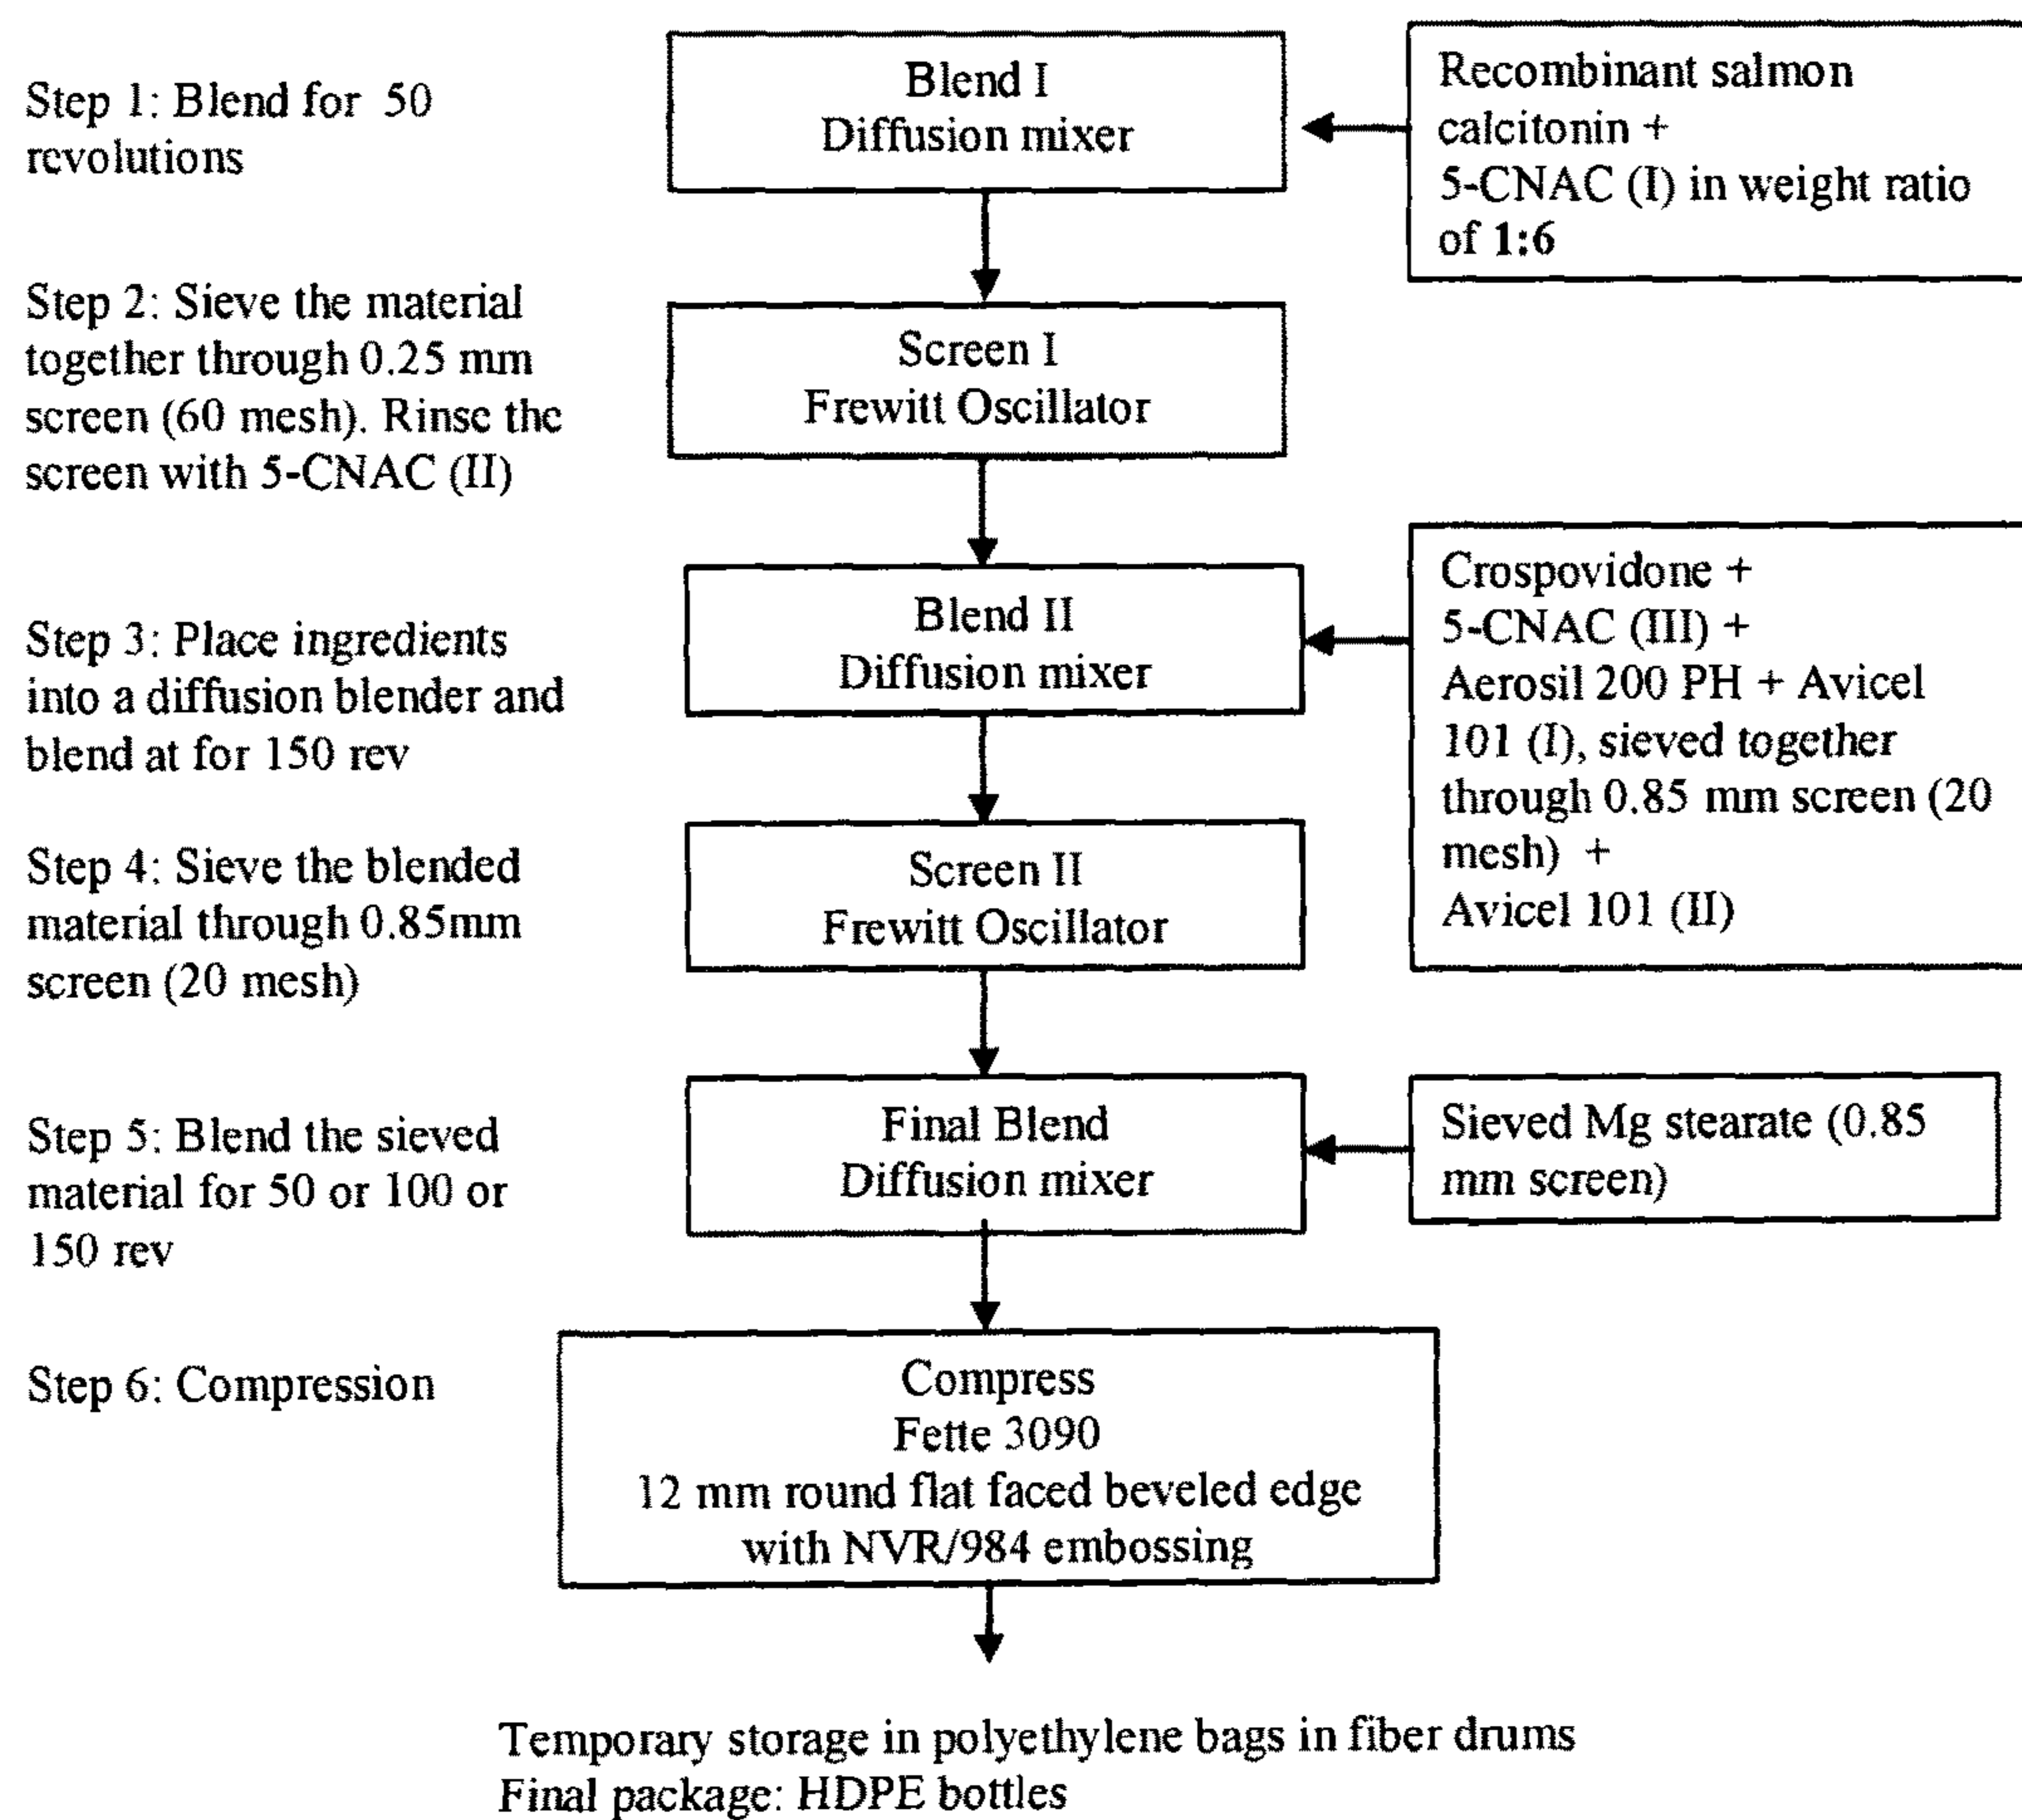 Step 1: Blend for 50
revolutions
Blend I
Diffusion mixer
Recombinant salmon
calcitonin +
5-CNAC (I) in weight ratio
of 1:6
Step 2: Sieve the material
together through 0.25 mm
screen (60 mesh). Rinse the
screen with 5-CNAC (II)
Screen I
Frewitt Oscillator
Step 3: Place ingredients
into a diffusion blender and
blend at for 150 rev
Blend II
Diffusion mixer
Crospovidone +
5-CNAC (III) +
Aerosil 200 PH + Avicel
101 (I), sieved together
through 0.85 mm screen (20
mesh) +
Avicel 101 (II)
Step 4: Sieve the blended
material through 0.85mm
screen (20 mesh)
Screen II
Frewitt Oscillator
Step 5: Blend the sieved
material for 50 or 100 or
150 rev
Final Blend
Diffusion mixer
Sieved Mg stearate (0.85
mm screen)
Step 6: Compression
Compress
Fette 3090
12 mm round flat faced beveled edge
with NVR/984 embossing
Temporary storage in polyethylene bags in fiber drums
Final package: HDPE bottles